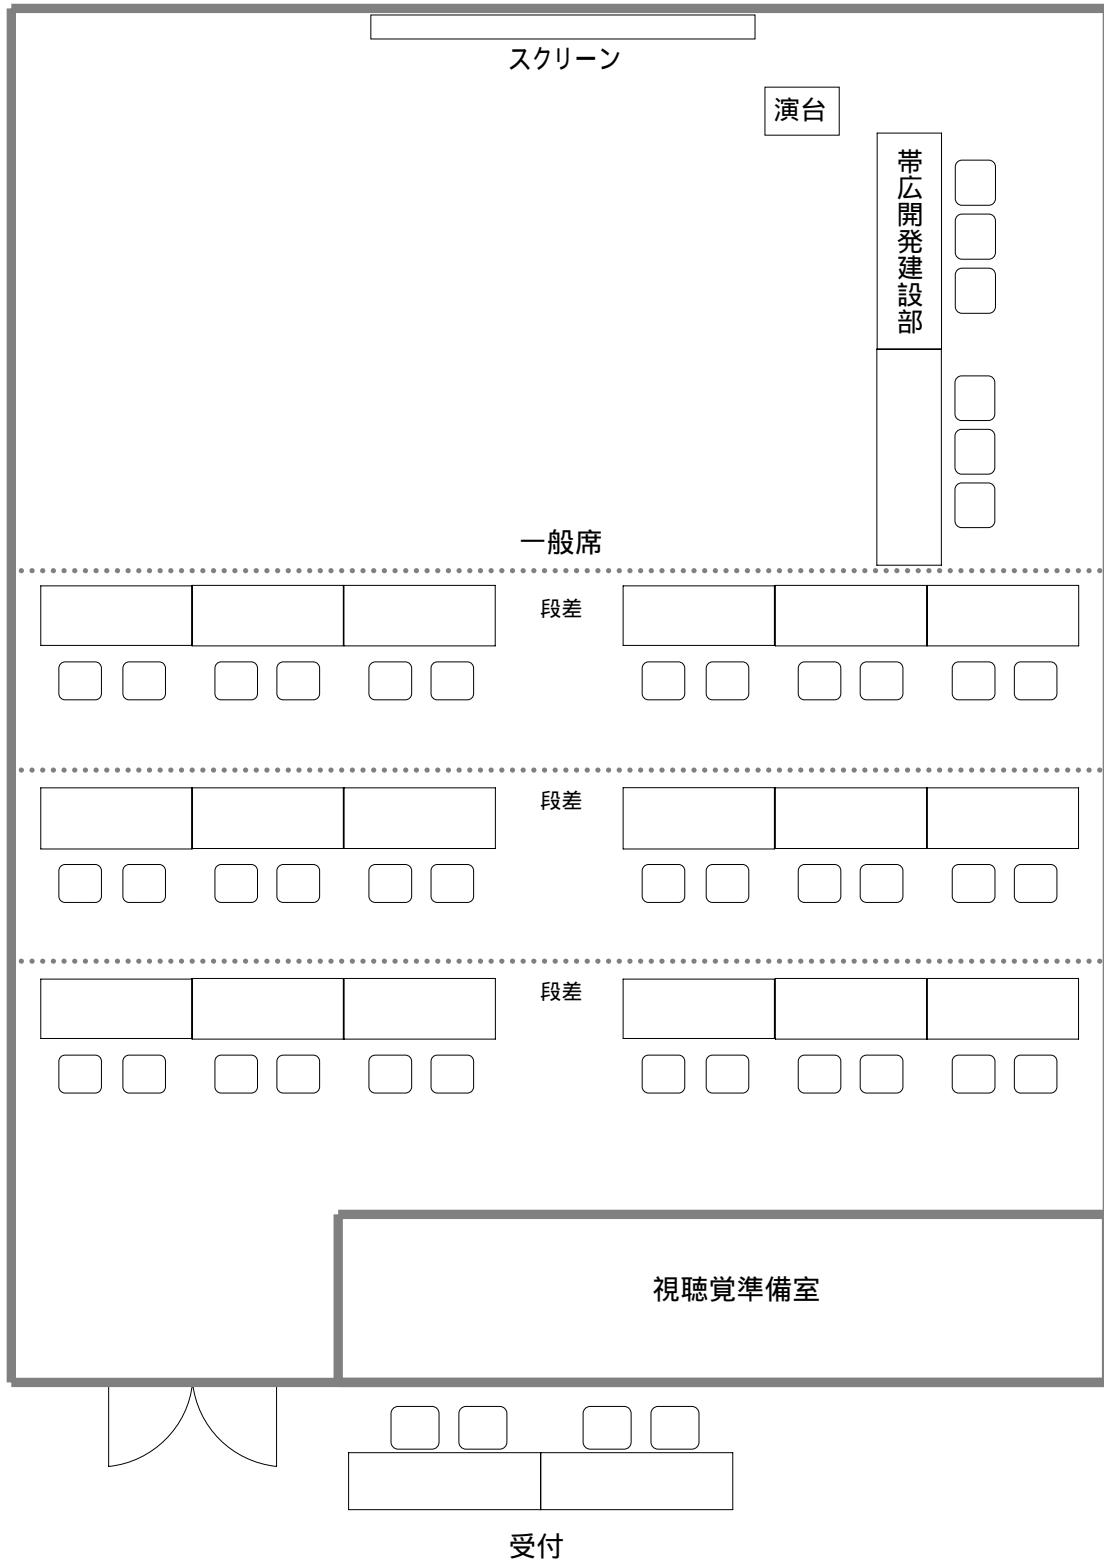 スクリーン
演台
帯広開発建設部
一般席
段差
段差
段差
視聴覚準備室
受付